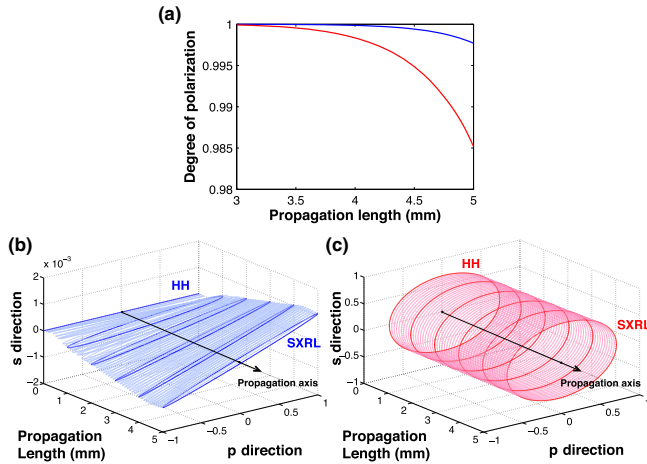 (a)
1
0.995
0.99
0.985
0.98
Degree of polarization
3
3.5
4
4.5
5
Propagation length (mm)
(b)
× 10⁻³
2
1
0
−1
−2
s direction
HH
SXRL
Propagation axis
0
1
2
3
4
5
Propagation
Length (mm)
−1
−0.5
0
0.5
1
p direction
(c)
1
0.5
0
−0.5
−1
s direction
HH
SXRL
Propagation axis
0
1
2
3
4
5
Propagation
Length (mm)
−1
−0.5
0
0.5
1
p direction